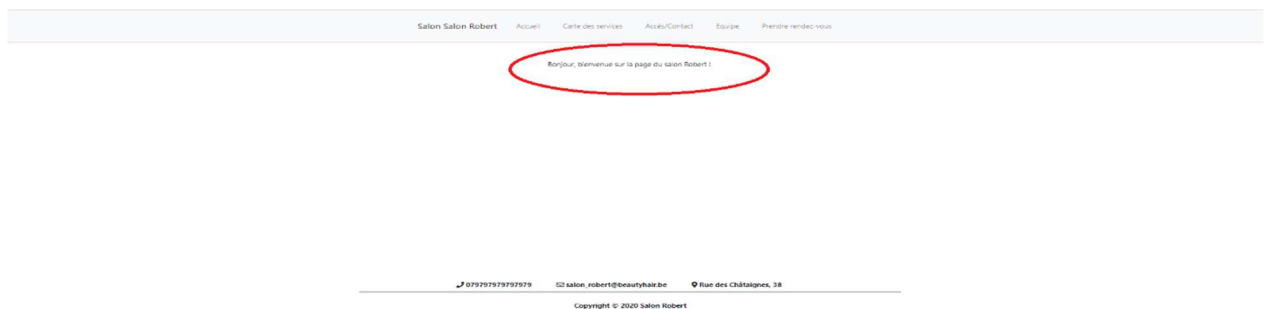 Salon Salon Robert Accueil Carte des services Accès/Contact Equipe Prendre rendez-vous
Bonjour, bienvenue sur la page du salon Robert !
079797979797979 salon_robert@beautyhair.be Rue des Châtaignes, 38
Copyright © 2020 Salon Robert